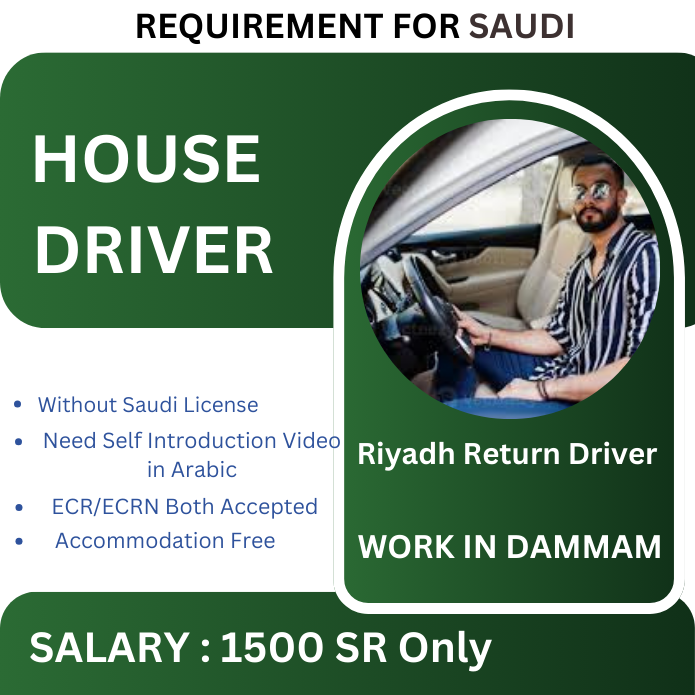 REQUIREMENT FOR SAUDI
HOUSE
DRIVER
Without Saudi License
Need Self Introduction Video
in Arabic
ECR/ECRN Both Accepted
Accommodation Free
Riyadh Return Driver
WORK IN DAMMAM
SALARY : 1500 SR Only